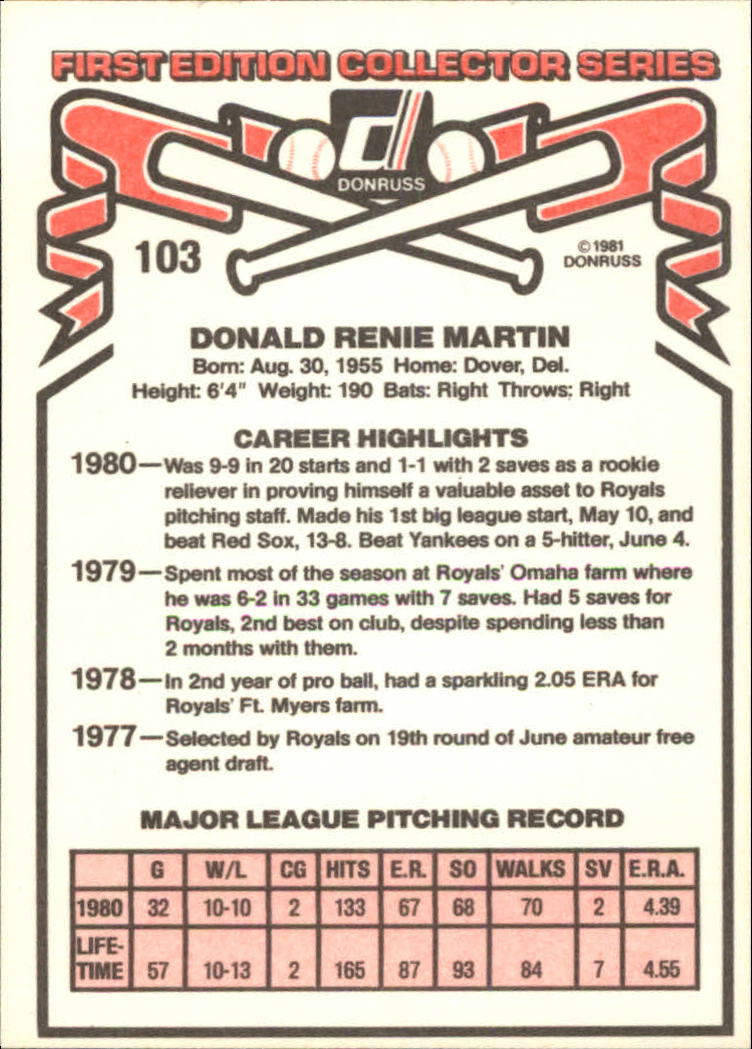 FIRST EDITION COLLECTOR SERIES
d
DONRUSS
103
© 1981
DONRUSS
DONALD RENIE MARTIN
Born: Aug. 30, 1955 Home: Dover, Del.
Height: 6'4" Weight: 190 Bats: Right Throws: Right
CAREER HIGHLIGHTS
1980—Was 9-9 in 20 starts and 1-1 with 2 saves as a rookie
reliever in proving himself a valuable asset to Royals
pitching staff. Made his 1st big league start, May 10, and
beat Red Sox, 13-8. Beat Yankees on a 5-hitter, June 4.
1979—Spent most of the season at Royals' Omaha farm where
he was 6-2 in 33 games with 7 saves. Had 5 saves for
Royals, 2nd best on club, despite spending less than
2 months with them.
1978—In 2nd year of pro ball, had a sparkling 2.05 ERA for
Royals' Ft. Myers farm.
1977—Selected by Royals on 19th round of June amateur free
agent draft.
MAJOR LEAGUE PITCHING RECORD
G W/L CG HITS E.R. SO WALKS SV E.R.A.
1980 32 10-10 2 133 67 68 70 2 4.39
LIFE-
TIME 57 10-13 2 165 87 93 84 7 4.55